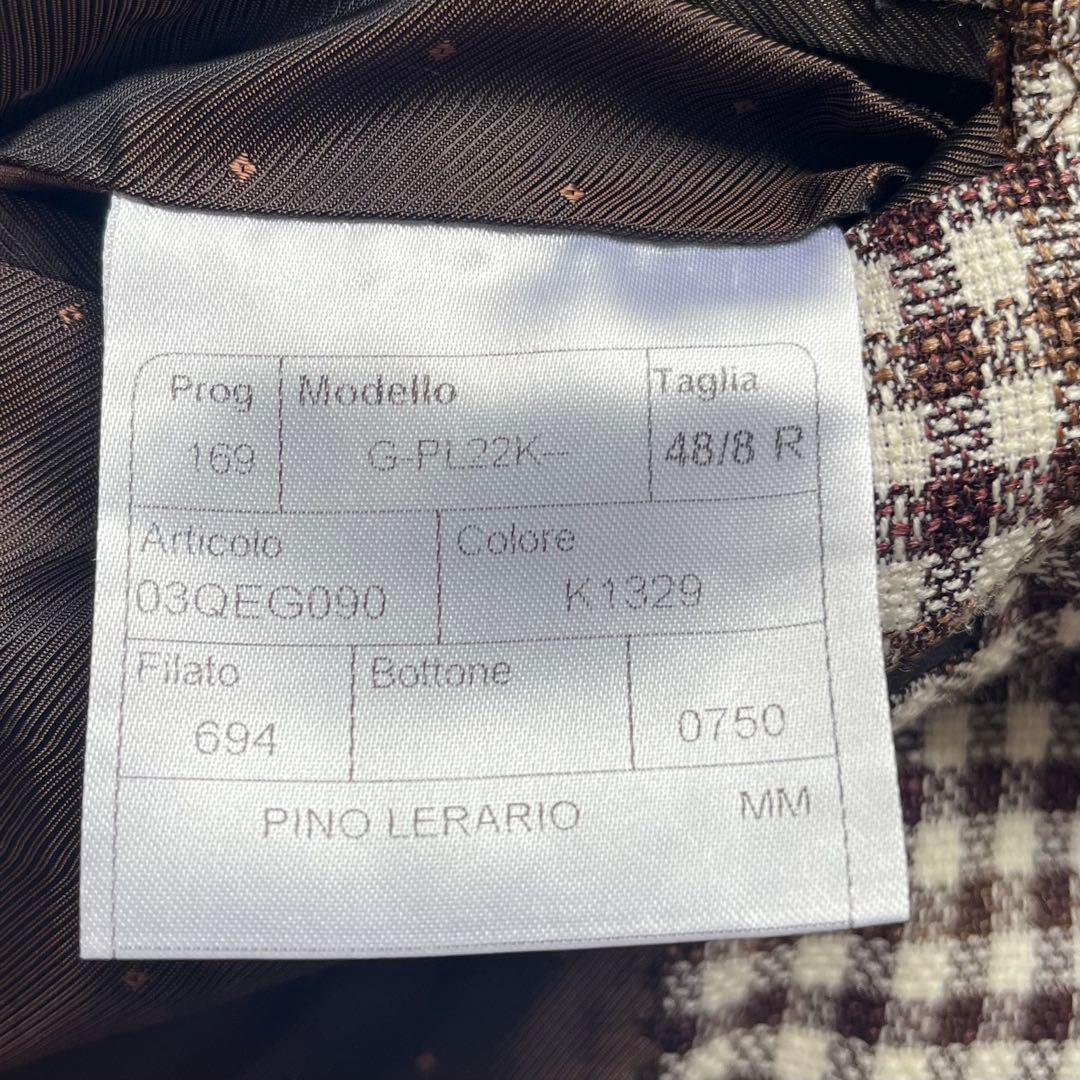 Prog Modello Taglia
169 G-PL22K-- 48/8 R
Articolo Colore
03QEG090 K1329
Filato Bottone
694 0750
PINO LERARIO MM